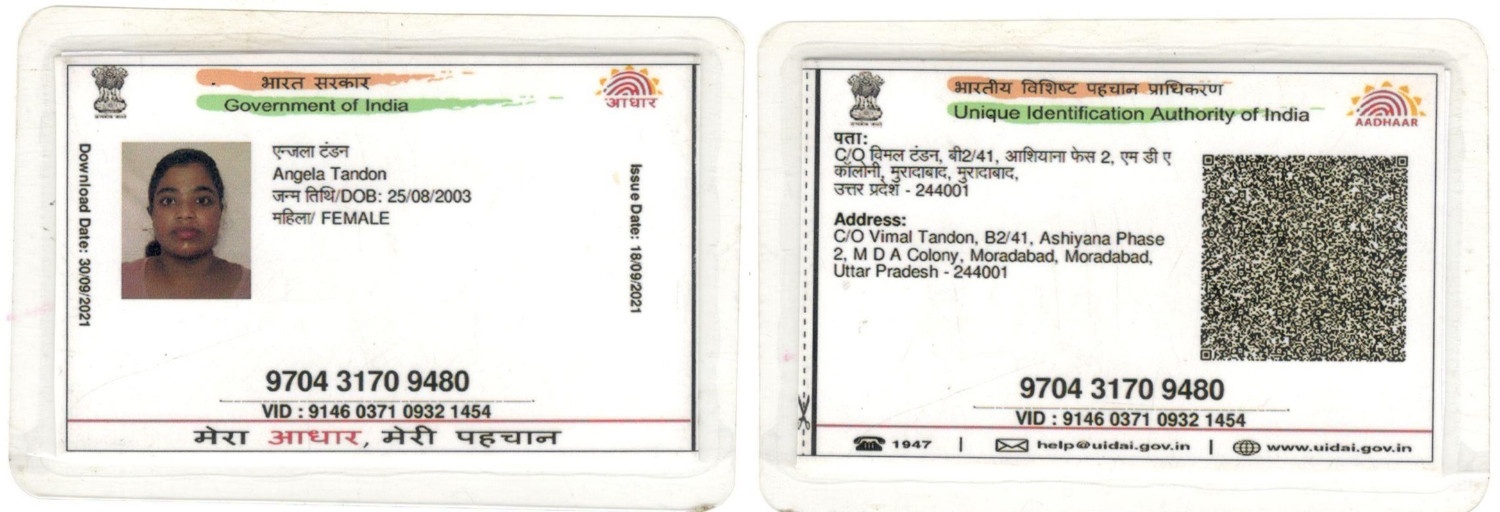 भारत सरकार
Government of India
आधार
Download Date: 30/09/2021
एन्जला टंडन
Angela Tandon
जन्म तिथि/DOB: 25/08/2003
महिला/ FEMALE
Issue Date: 18/09/2021
9704 3170 9480
VID : 9146 0371 0932 1454
मेरा आधार, मेरी पहचान
भारतीय विशिष्ट पहचान प्राधिकरण
Unique Identification Authority of India
AADHAAR
पता:
C/O विमल टंडन, बी2/41, आशियाना फेस 2, एम डी ए
कॉलोनी, मुरादाबाद, मुरादाबाद,
उत्तर प्रदेश - 244001
Address:
C/O Vimal Tandon, B2/41, Ashiyana Phase
2, M D A Colony, Moradabad, Moradabad,
Uttar Pradesh - 244001
9704 3170 9480
VID : 9146 0371 0932 1454
1947 | help@uidai.gov.in | www.uidai.gov.in